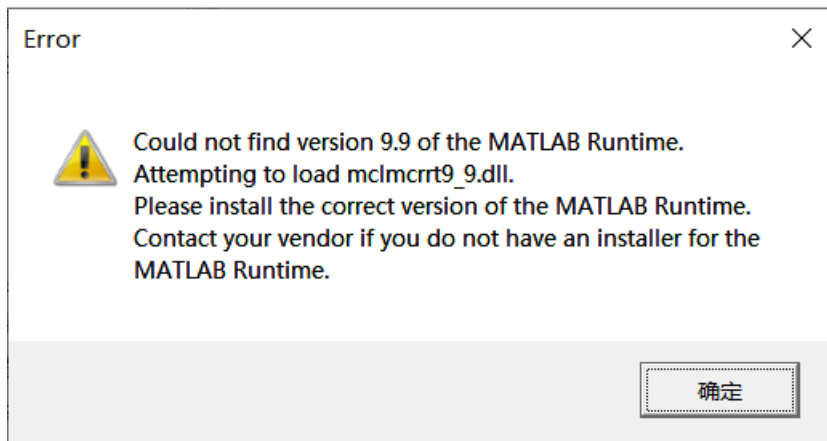 Error
Could not find version 9.9 of the MATLAB Runtime.
Attempting to load mclmcrrt9_9.dll.
Please install the correct version of the MATLAB Runtime.
Contact your vendor if you do not have an installer for the
MATLAB Runtime.
确定